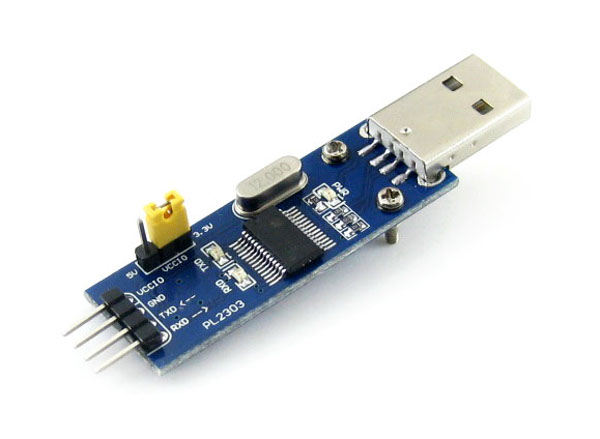 12.000
PWR
3.3V
VCCIO
5V
TXD
RXD
VCCIO
GND
TXD <--
RXD -->
PL2303